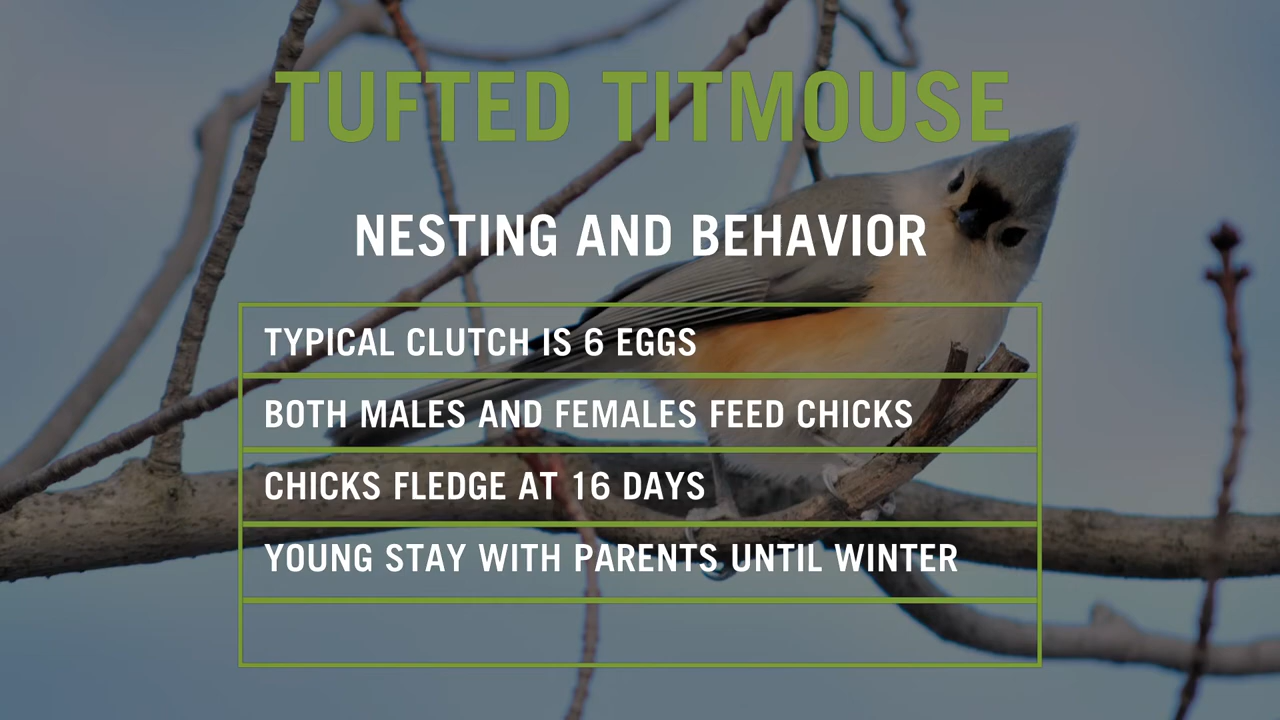 TUFTED TITMOUSE
NESTING AND BEHAVIOR
TYPICAL CLUTCH IS 6 EGGS
BOTH MALES AND FEMALES FEED CHICKS
CHICKS FLEDGE AT 16 DAYS
YOUNG STAY WITH PARENTS UNTIL WINTER